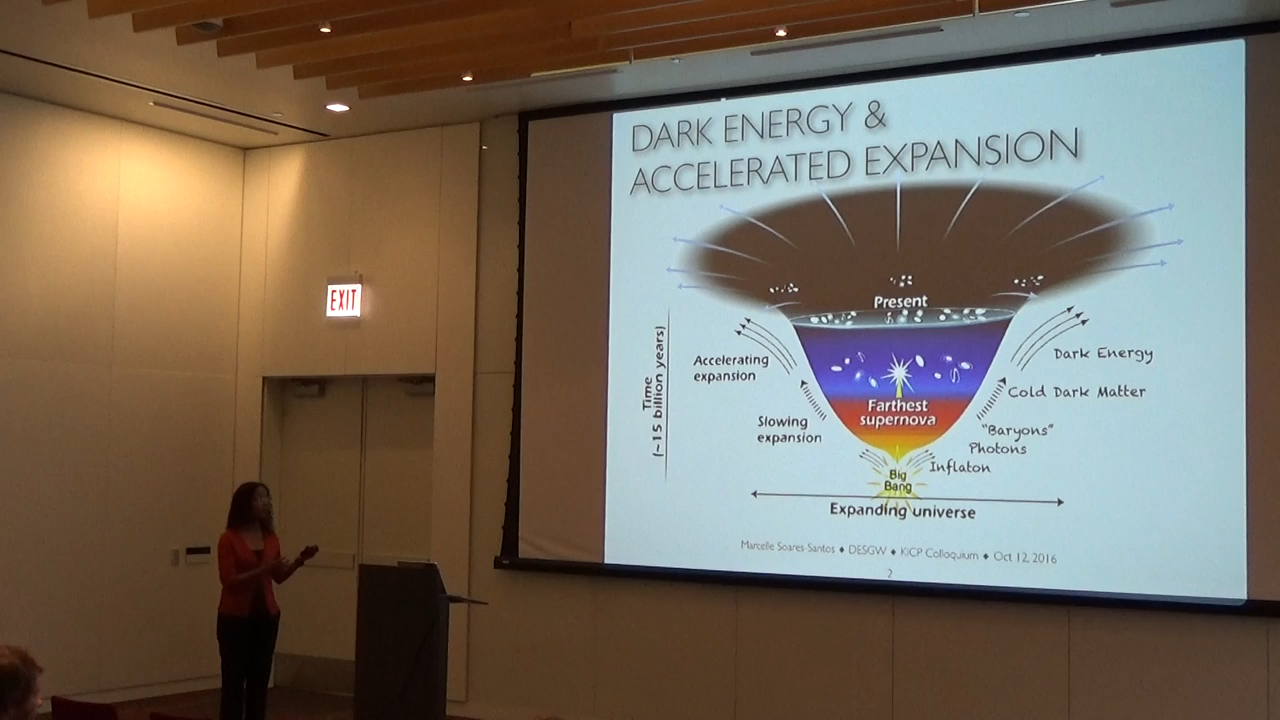 DARK ENERGY &
ACCELERATED EXPANSION
EXIT
Present
Time
(~15 billion years)
Accelerating
expansion
Dark Energy
Cold Dark Matter
Farthest
supernova
Slowing
expansion
"Baryons"
Photons
Inflaton
Big
Bang
Expanding universe
Marcelle Soares-Santos ♦ DESGW ♦ KICP Colloquium ♦ Oct 12, 2016
2